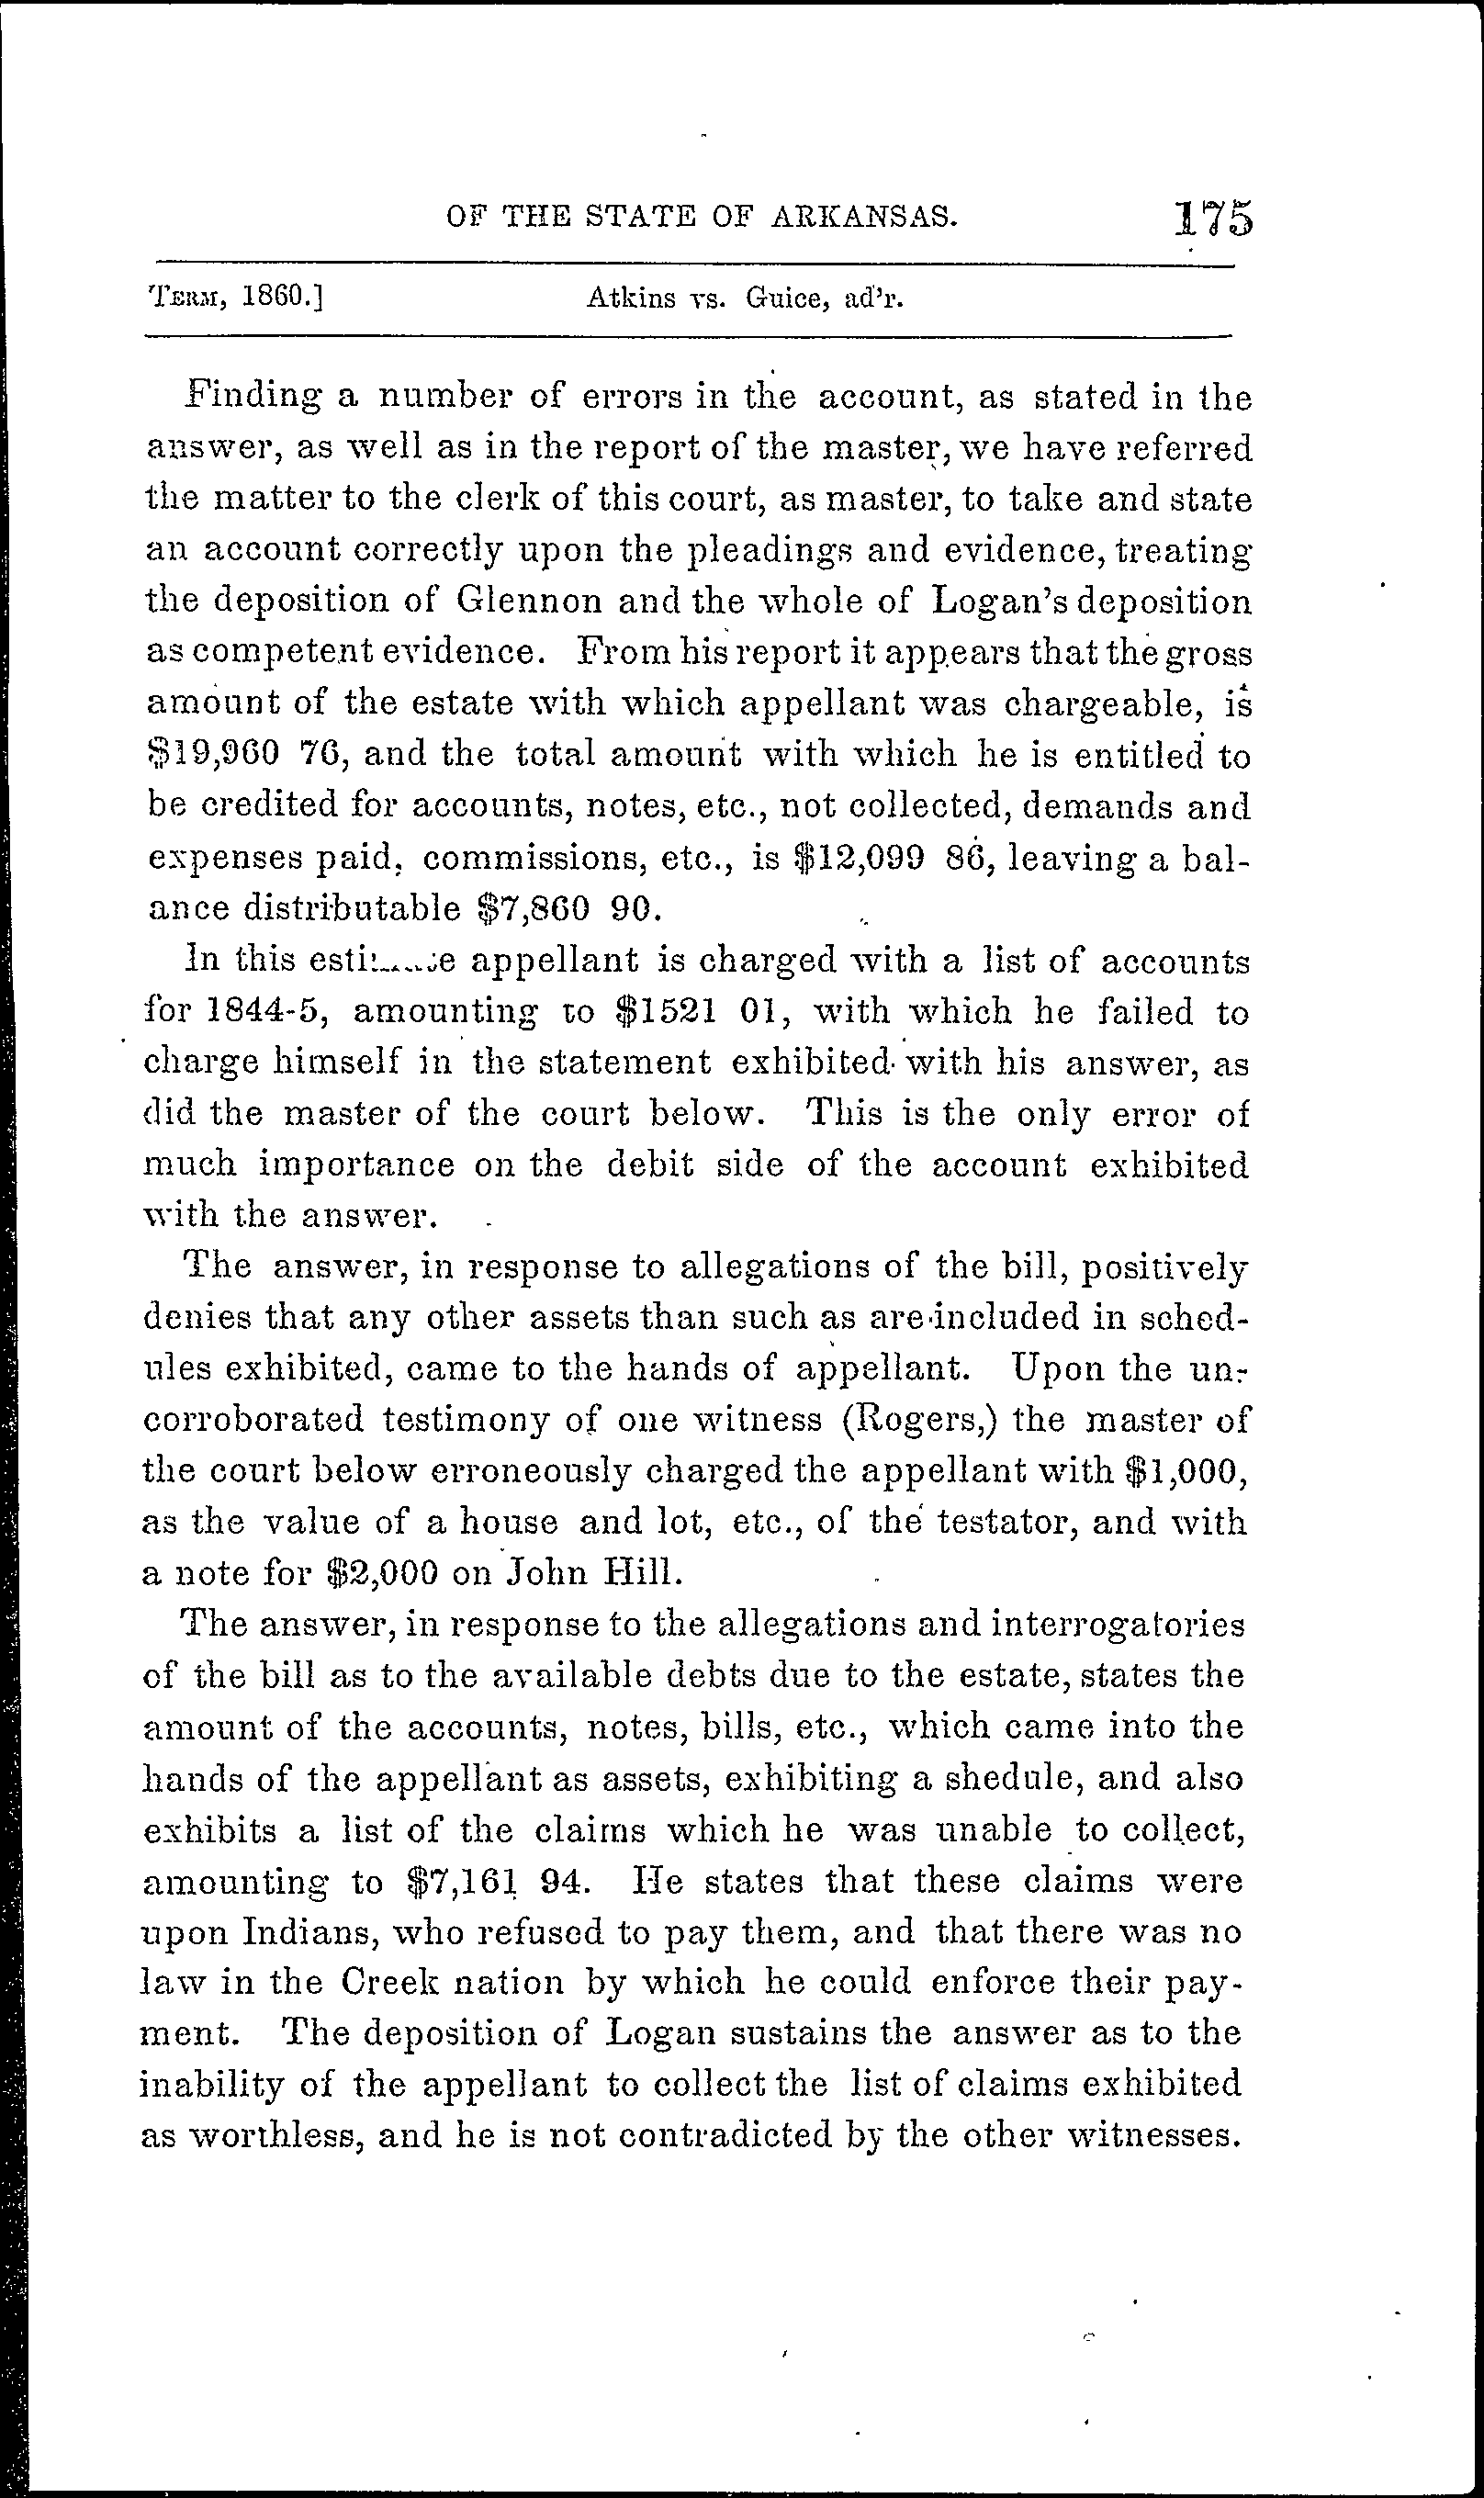 OF THE STATE OF ARKANSAS. 175
TERM, 1860.] Atkins vs. Guice, ad'r.
Finding a number of errors in the account, as stated in the
answer, as well as in the report of the master, we have referred
the matter to the clerk of this court, as master, to take and state
an account correctly upon the pleadings and evidence, treating
the deposition of Glennon and the whole of Logan's deposition
as competent evidence. From his report it appears that the gross
amount of the estate with which appellant was chargeable, is
$19,960 76, and the total amount with which he is entitled to
be credited for accounts, notes, etc., not collected, demands and
expenses paid, commissions, etc., is $12,099 86, leaving a bal-
ance distributable $7,860 90.
In this appellant is charged with a list of accounts
for 1844-5, amounting to $1521 01, with which he failed to
charge himself in the statement exhibited with his answer, as
did the master of the court below. This is the only error of
much importance on the debit side of the account exhibited
with the answer.
The answer, in response to allegations of the bill, positively
denies that any other assets than such as are included in sched-
ules exhibited, came to the hands of appellant. Upon the un-
corroborated testimony of one witness (Rogers,) the master of
the court below erroneously charged the appellant with $1,000,
as the value of a house and lot, etc., of the testator, and with
a note for $2,000 on John Hill.
The answer, in response to the allegations and interrogatories
of the bill as to the available debts due to the estate, states the
amount of the accounts, notes, bills, etc., which came into the
hands of the appellant as assets, exhibiting a shedule, and also
exhibits a list of the claims which he was unable to collect,
amounting to $7,161 94. He states that these claims were
upon Indians, who refused to pay them, and that there was no
law in the Creek nation by which he could enforce their pay-
ment. The deposition of Logan sustains the answer as to the
inability of the appellant to collect the list of claims exhibited
as worthless, and he is not contradicted by the other witnesses.